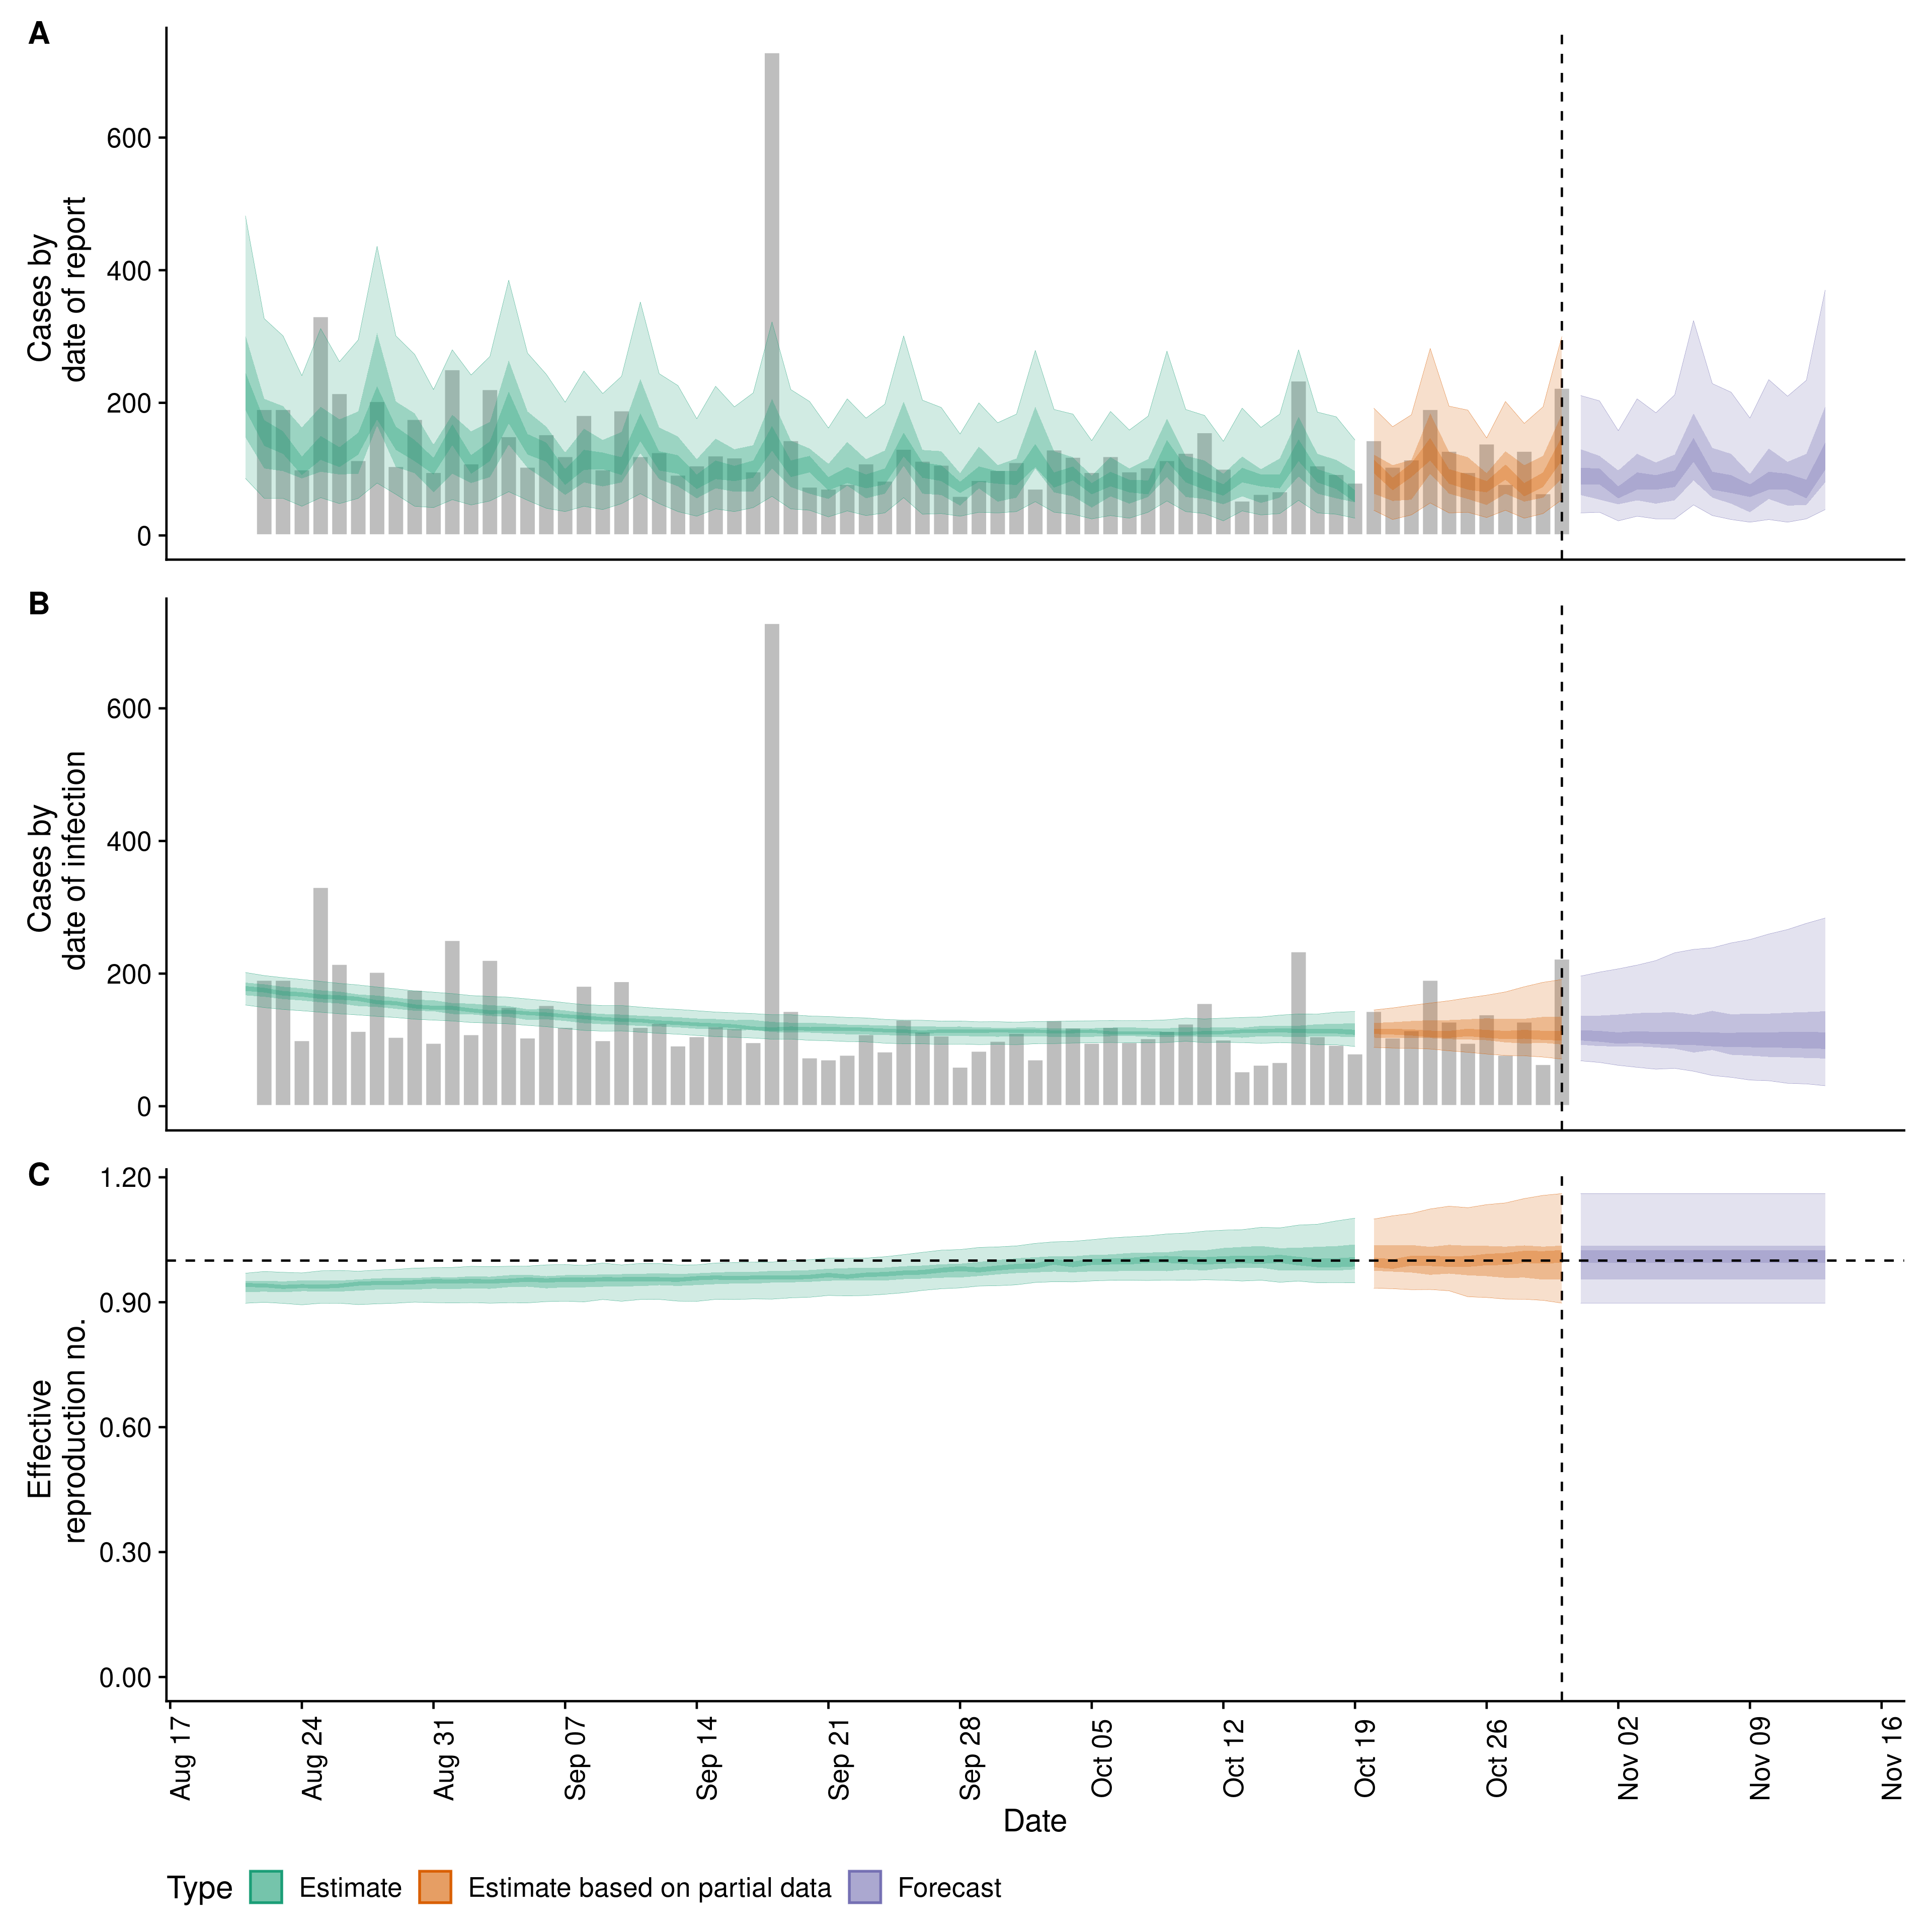 A
Cases by
date of report
600
400
200
0
B
Cases by
date of infection
600
400
200
0
C
Effective
reproduction no.
1.20
0.90
0.60
0.30
0.00
Aug 17
Aug 24
Aug 31
Sep 07
Sep 14
Sep 21
Sep 28
Oct 05
Oct 12
Oct 19
Oct 26
Nov 02
Nov 09
Nov 16
Date
Type Estimate Estimate based on partial data Forecast